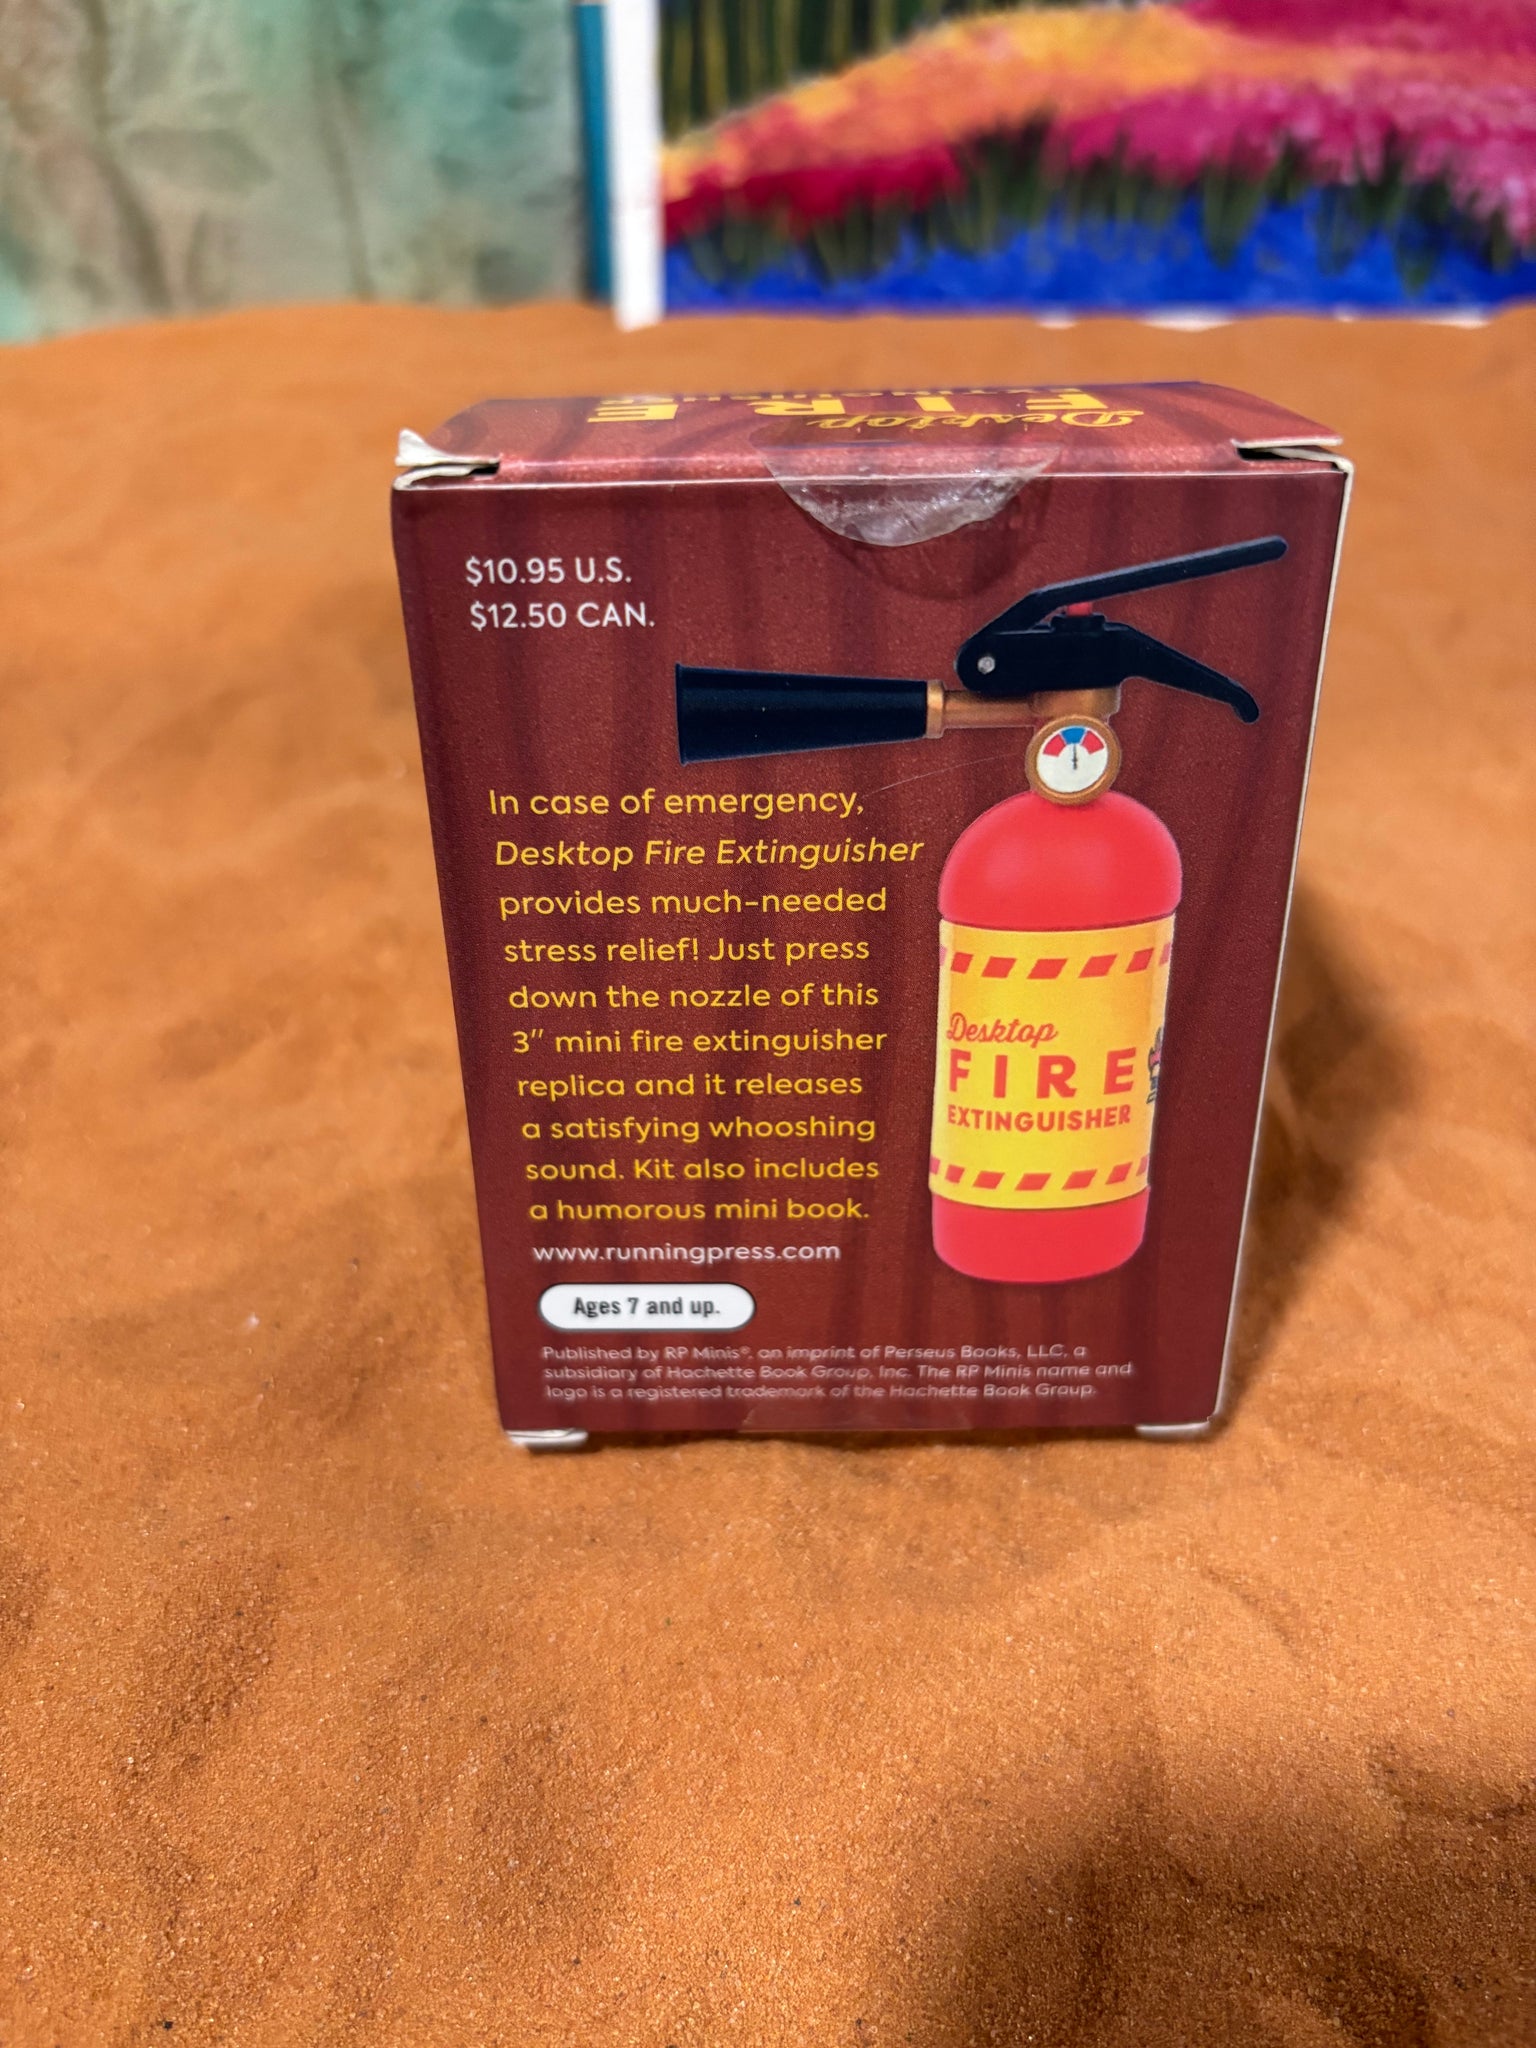 Desktop
FIRE
$10.95 U.S.
$12.50 CAN.
In case of emergency,
Desktop Fire Extinguisher
provides much-needed
stress relief! Just press
down the nozzle of this
3" mini fire extinguisher
replica and it releases
a satisfying whooshing
sound. Kit also includes
a humorous mini book.
www.runningpress.com
Ages 7 and up.
Published by RP Minis®, an imprint of Perseus Books, LLC, a
subsidiary of Hachette Book Group, Inc. The RP Minis name and
logo is a registered trademark of the Hachette Book Group.
Desktop
FIRE
EXTINGUISHER